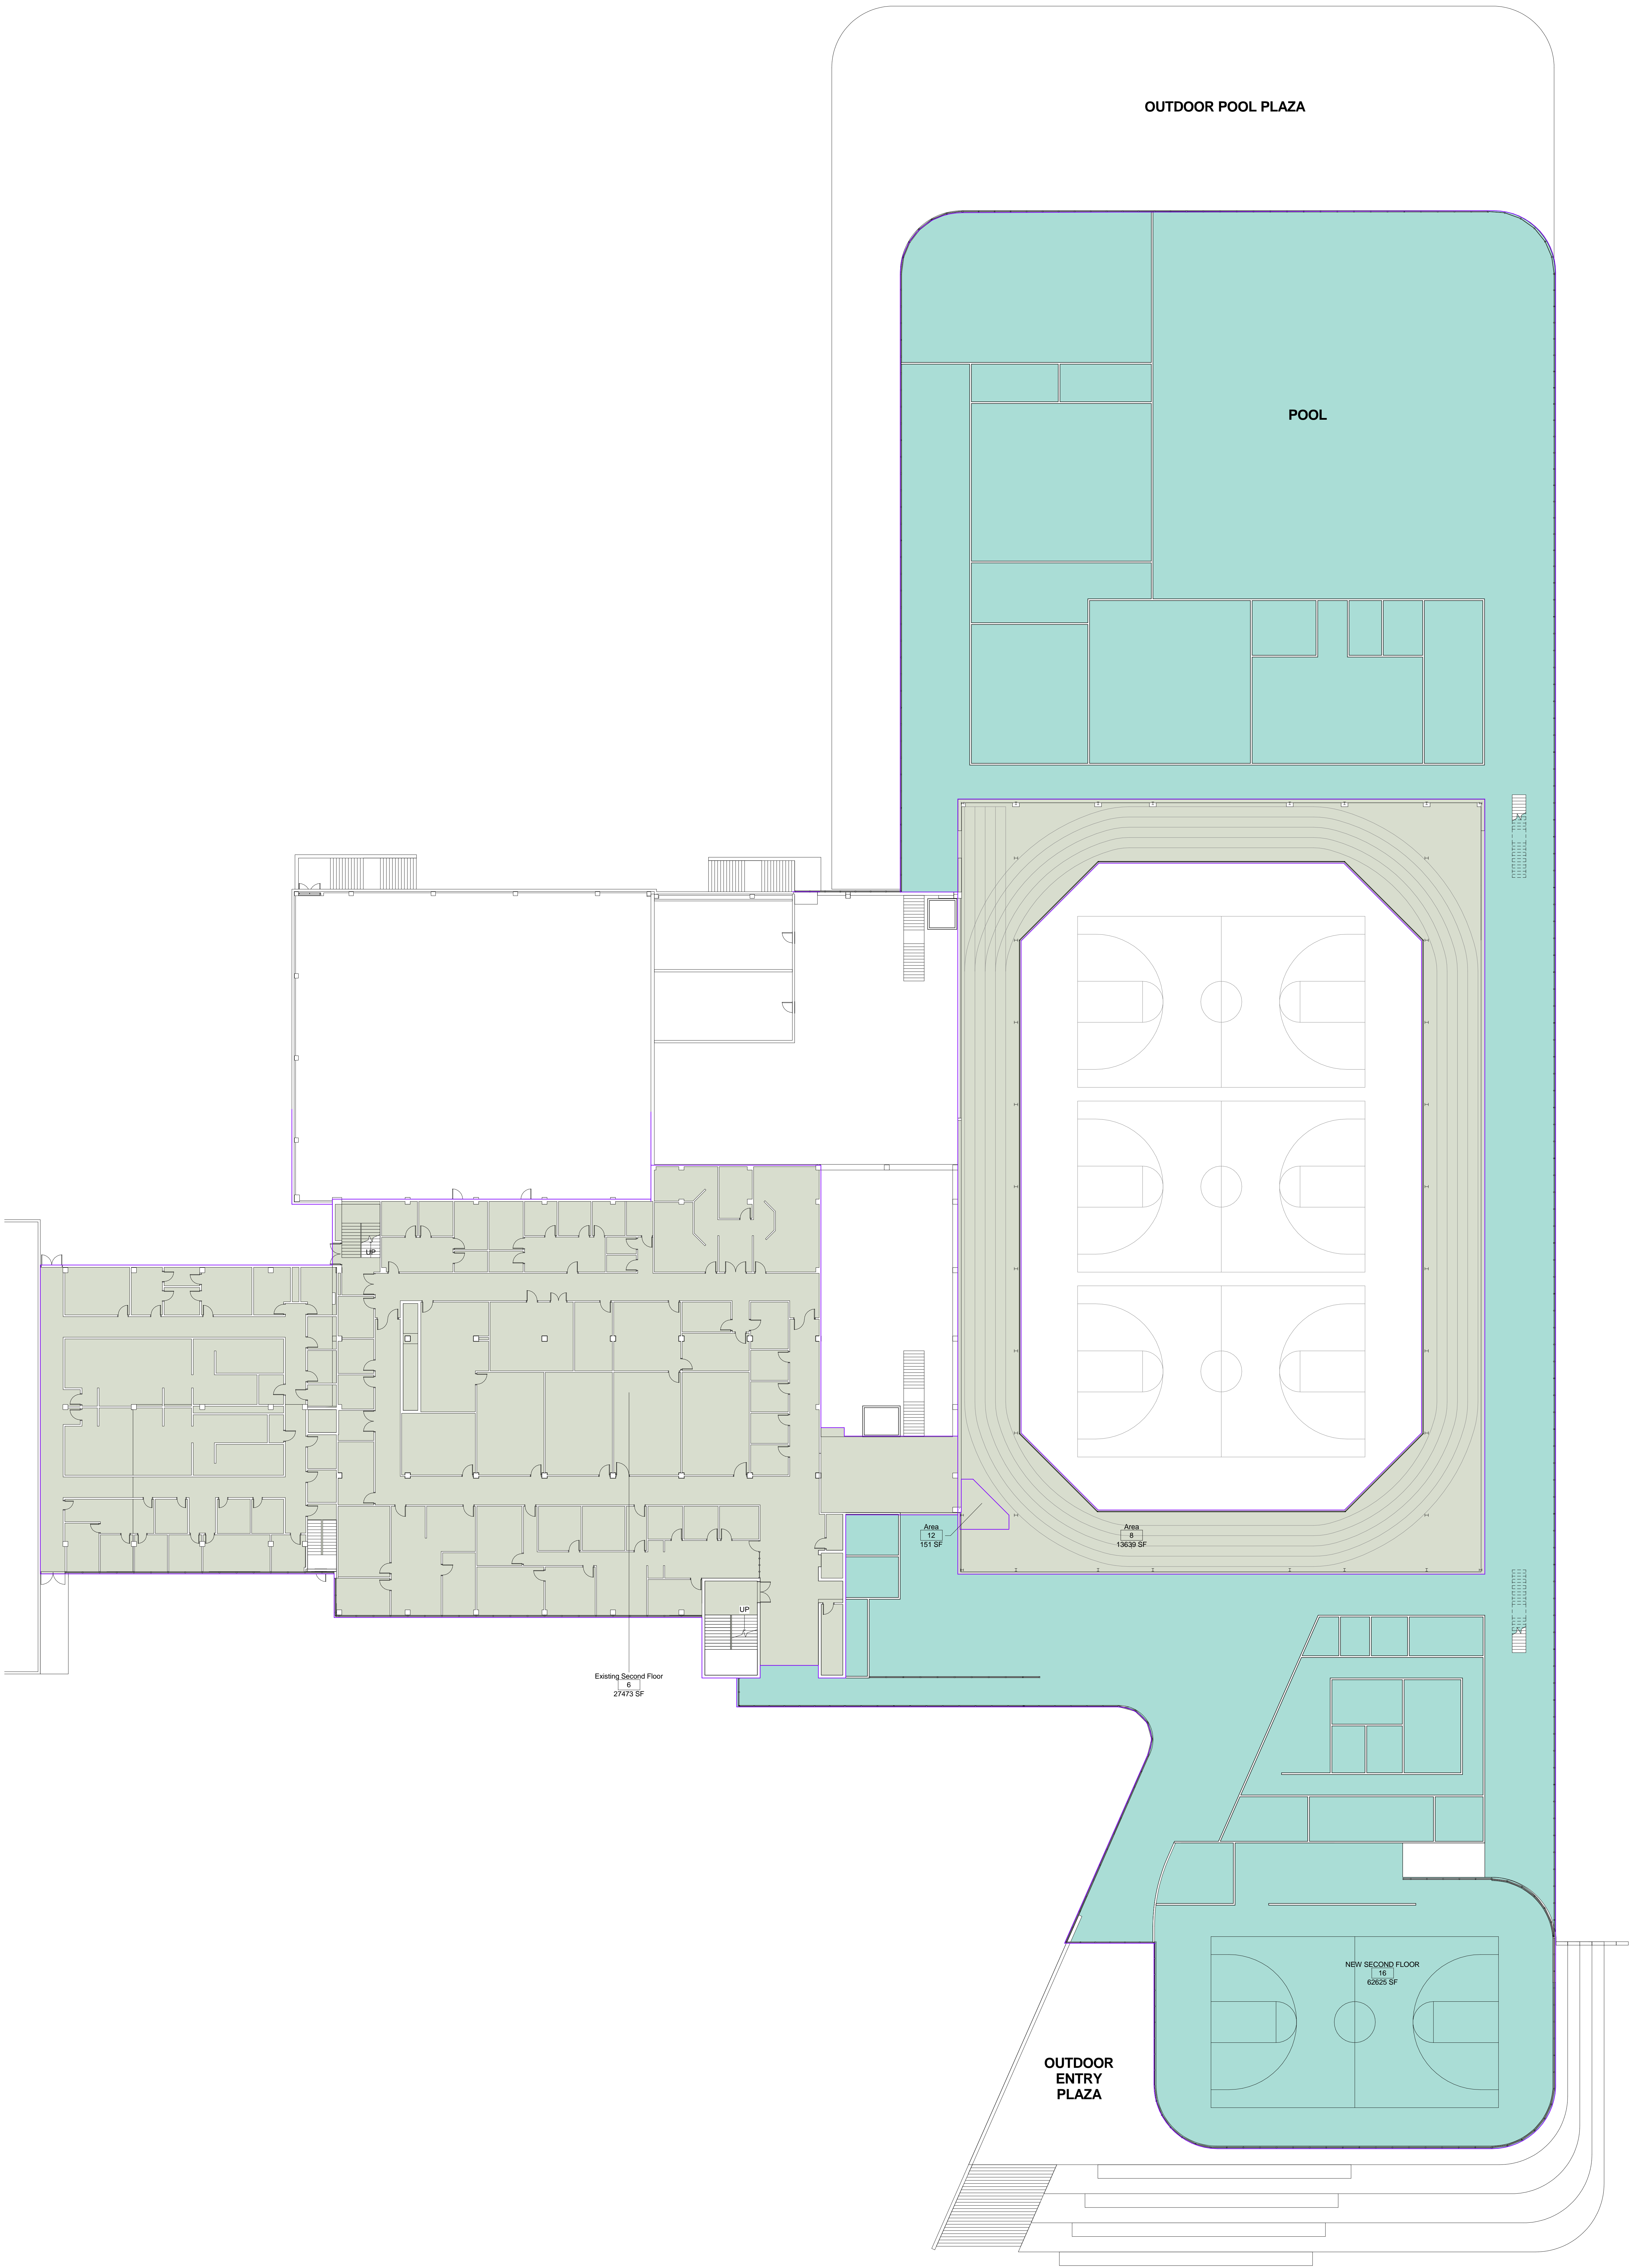 OUTDOOR POOL PLAZA
POOL
UP
Area
12
151 SF
Area
8
13639 SF
UP
Existing Second Floor
6
27473 SF
NEW SECOND FLOOR
16
62625 SF
OUTDOOR
ENTRY
PLAZA